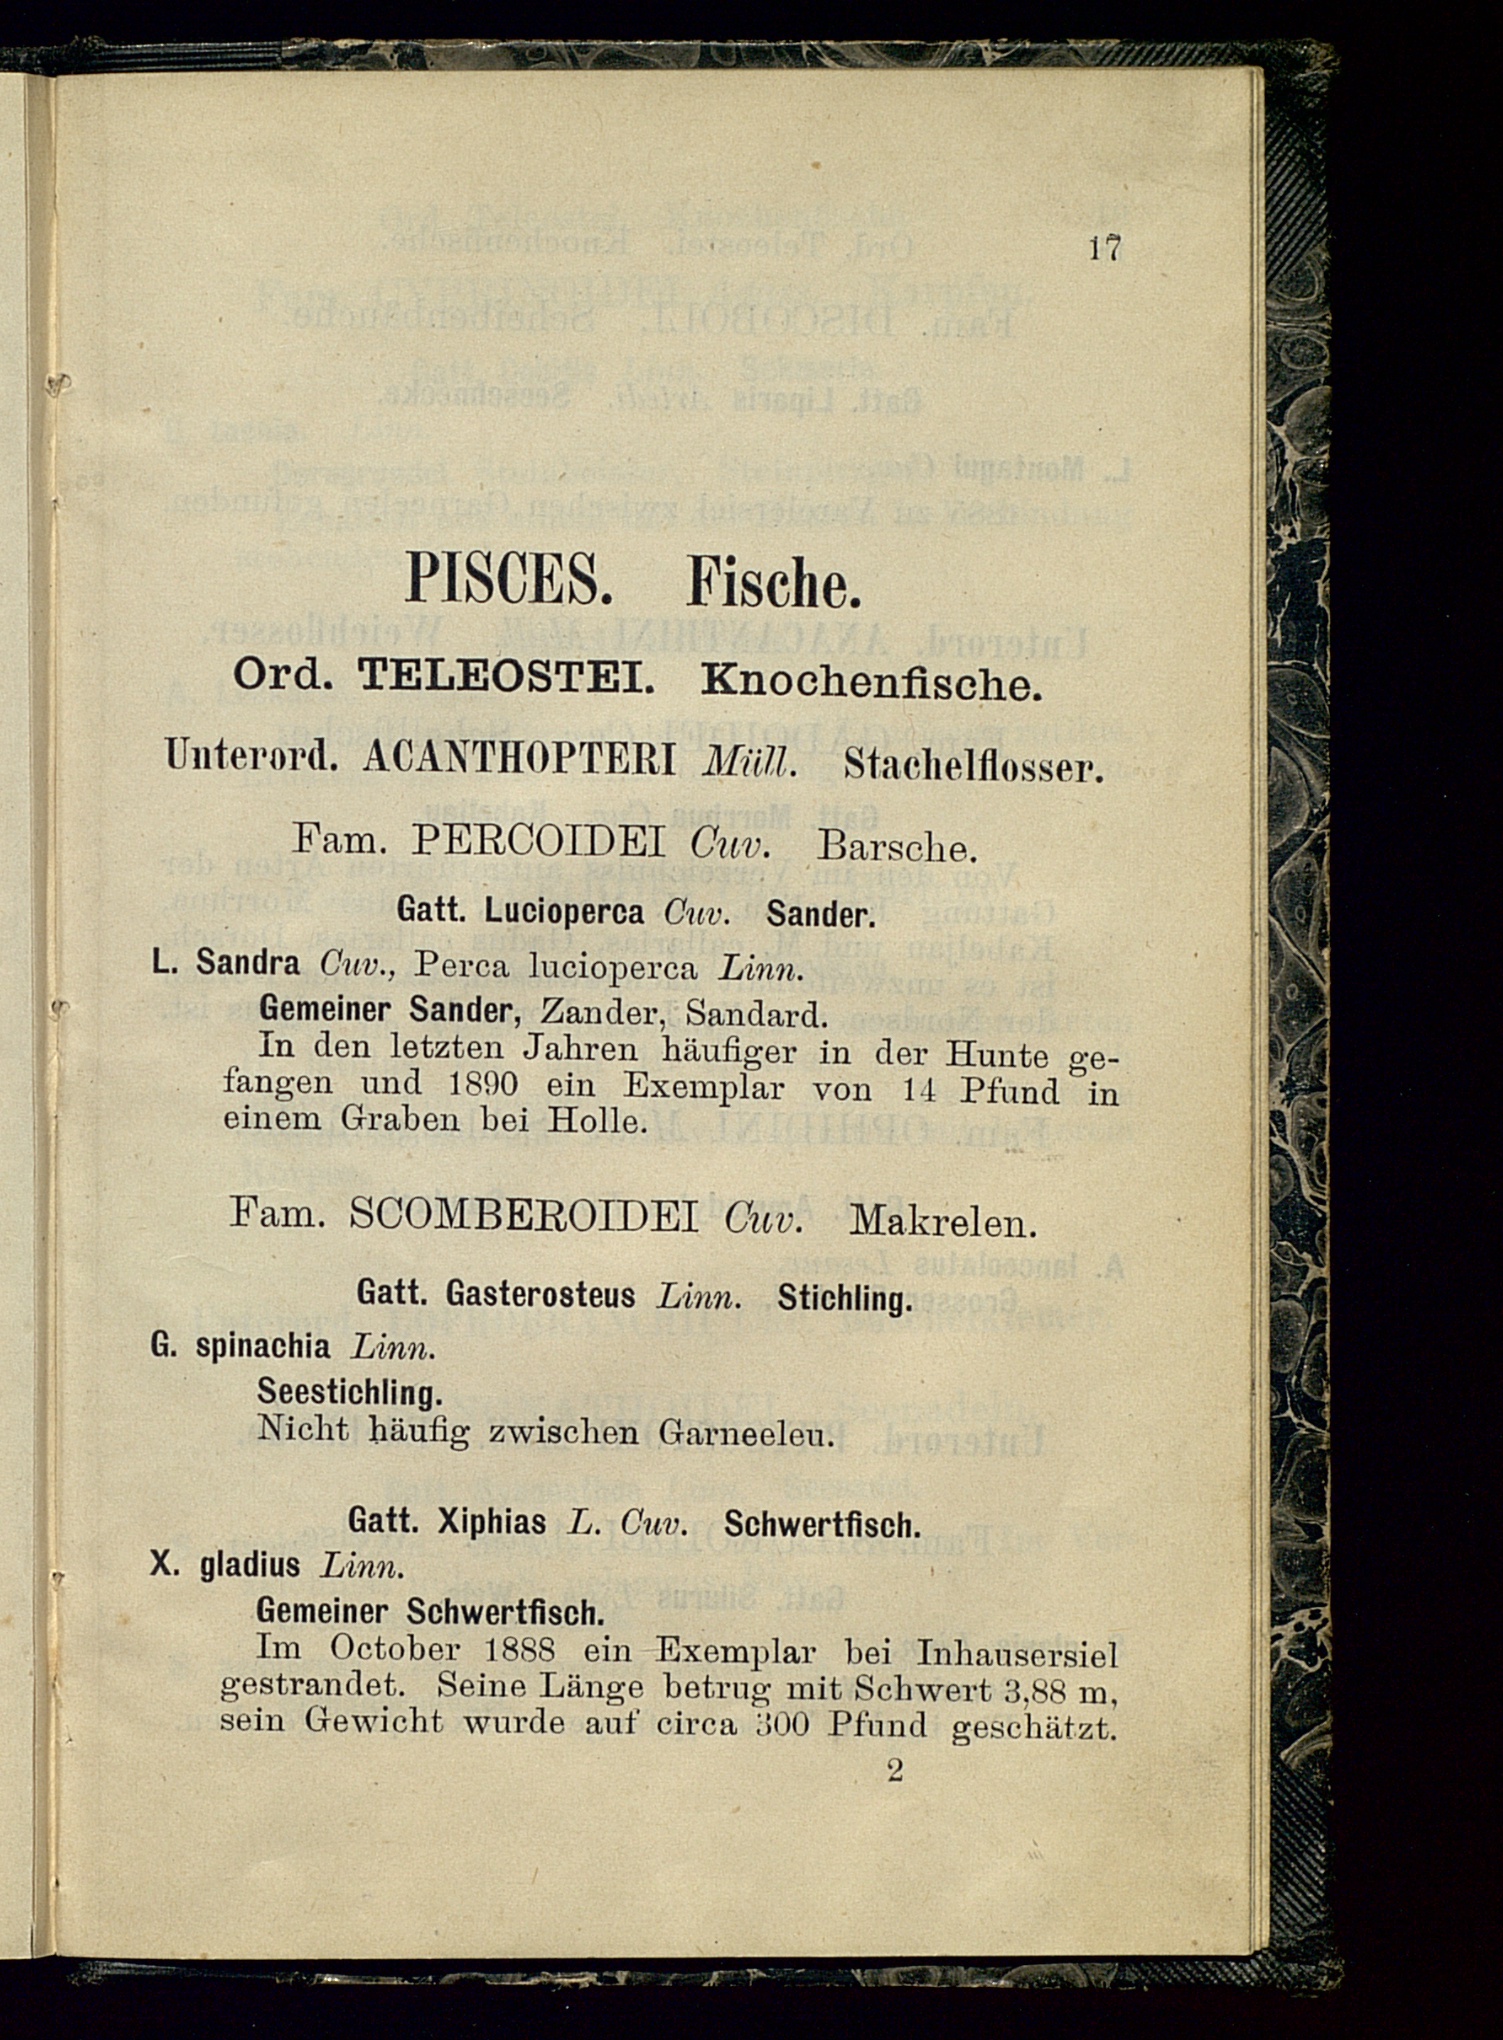 17
PISCES. Fische.
Ord. TELEOSTEI. Knochenfische.
Unterord. ACANTHOPTERI Müll. Stachelflosser.
Fam. PERCOIDEI Cuv. Barsche.
Gatt. Lucioperca Cuv. Sander.
L. Sandra Cuv., Perca lucioperca Linn.
Gemeiner Sander, Zander, Sandard.
In den letzten Jahren häufiger in der Hunte ge-
fangen und 1890 ein Exemplar von 14 Pfund in
einem Graben bei Holle.
Fam. SCOMBEROIDEI Cuv. Makrelen.
Gatt. Gasterosteus Linn. Stichling.
G. spinachia Linn.
Seestichling.
Nicht häufig zwischen Garneelen.
Gatt. Xiphias L. Cuv. Schwertfisch.
X. gladius Linn.
Gemeiner Schwertfisch.
Im October 1888 ein Exemplar bei Inhausersiel
gestrandet. Seine Länge betrug mit Schwert 3,88 m,
sein Gewicht wurde auf circa 300 Pfund geschätzt.
2